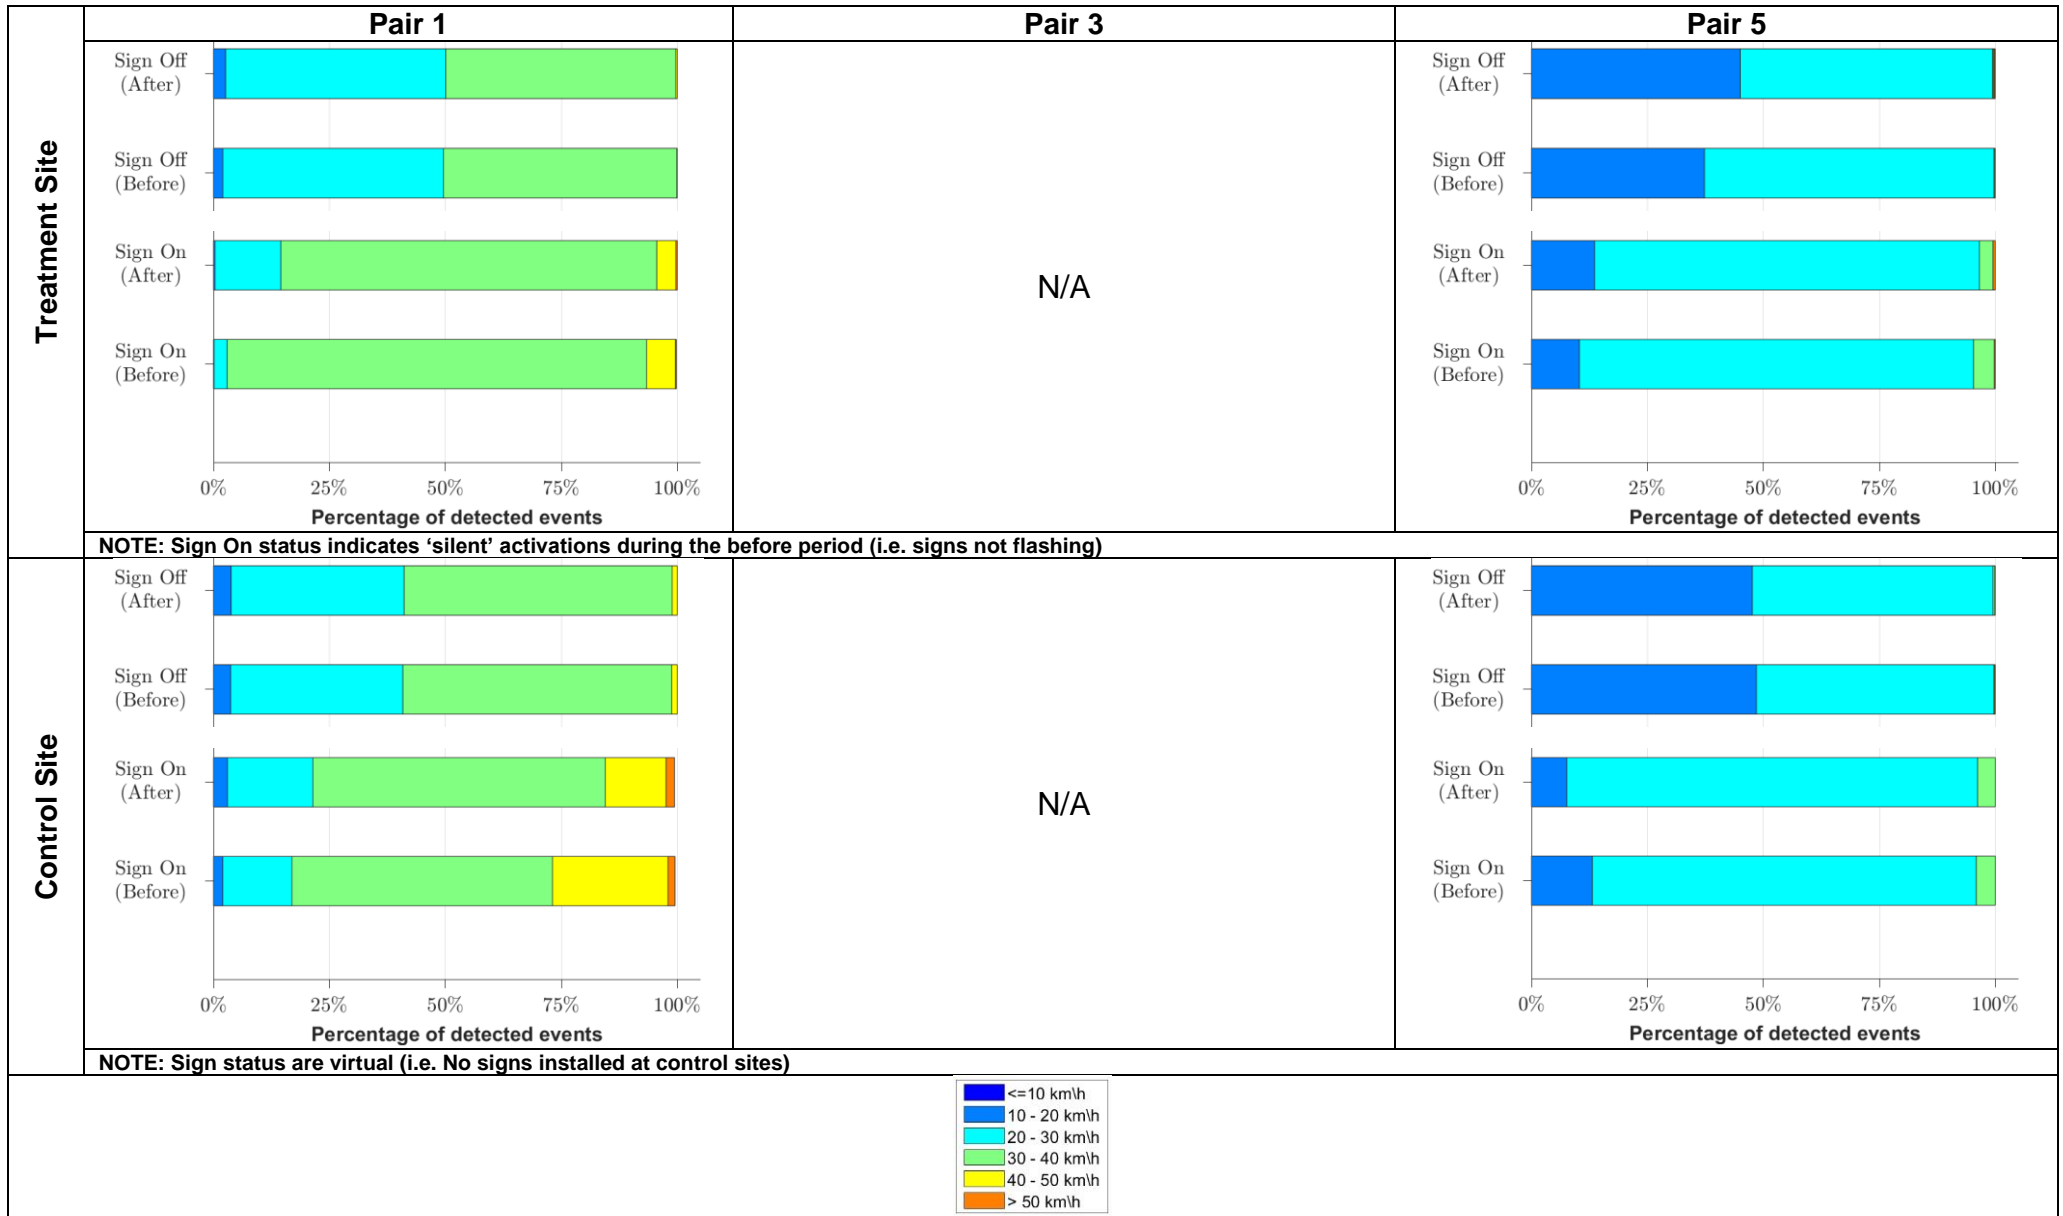 Pair 1
Pair 3
Pair 5
Treatment Site
Sign Off
(After)
Sign Off
(Before)
Sign On
(After)
Sign On
(Before)
0% 25% 50% 75% 100%
Percentage of detected events
N/A
Sign Off
(After)
Sign Off
(Before)
Sign On
(After)
Sign On
(Before)
0% 25% 50% 75% 100%
Percentage of detected events
NOTE: Sign On status indicates ‘silent’ activations during the before period (i.e. signs not flashing)
Control Site
Sign Off
(After)
Sign Off
(Before)
Sign On
(After)
Sign On
(Before)
0% 25% 50% 75% 100%
Percentage of detected events
N/A
Sign Off
(After)
Sign Off
(Before)
Sign On
(After)
Sign On
(Before)
0% 25% 50% 75% 100%
Percentage of detected events
NOTE: Sign status are virtual (i.e. No signs installed at control sites)
<=10 km\h
10 - 20 km\h
20 - 30 km\h
30 - 40 km\h
40 - 50 km\h
> 50 km\h